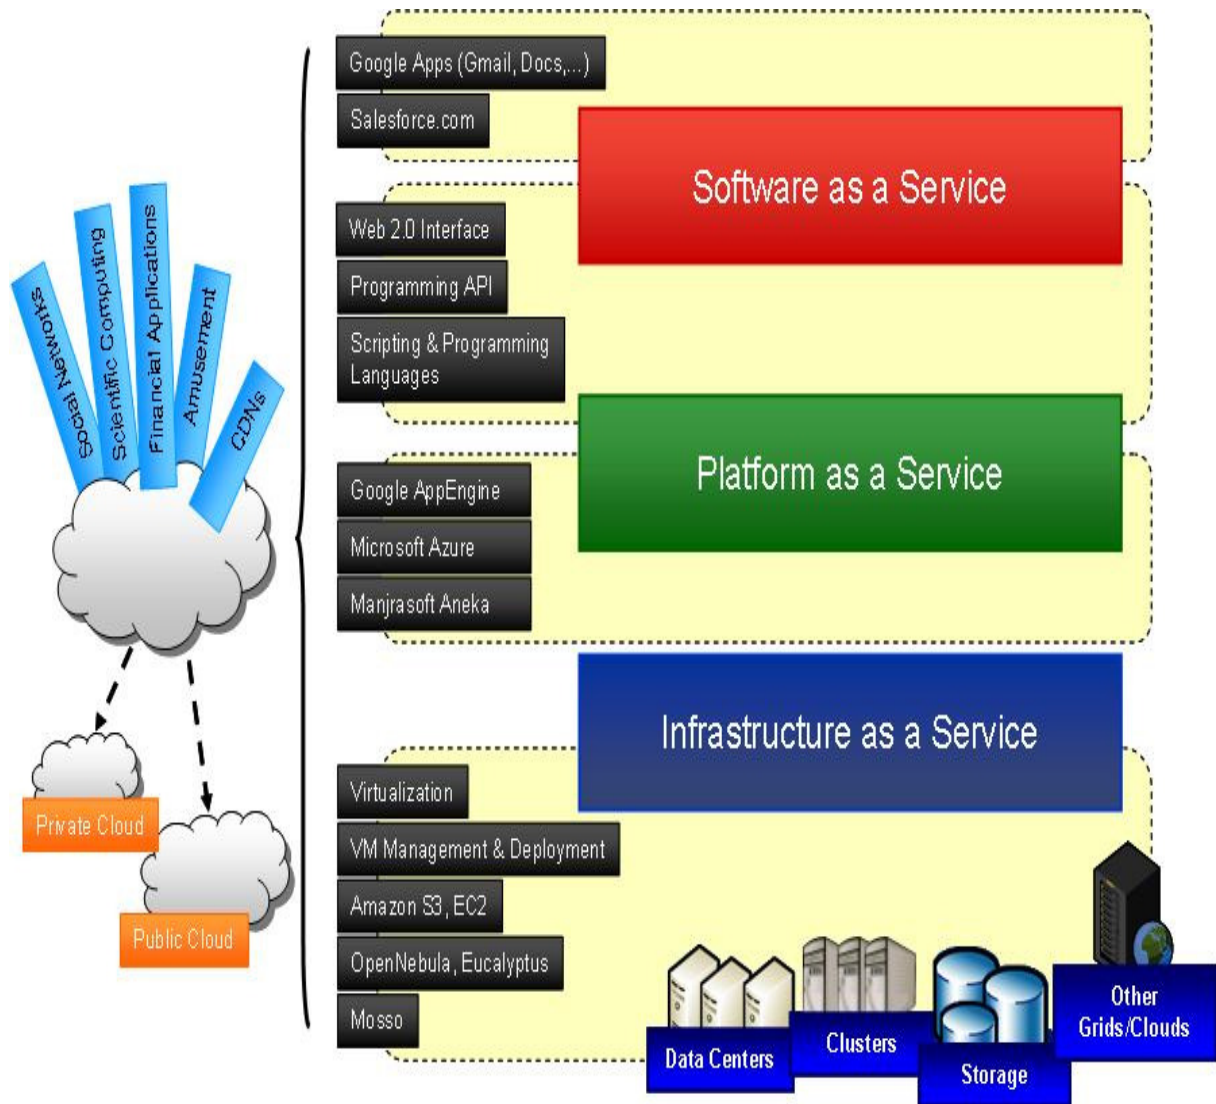 Google Apps (Gmail, Docs,...)
Salesforce.com
Software as a Service
Web 2.0 Interface
Programming API
Scripting & Programming
Languages
Platform as a Service
Google AppEngine
Microsoft Azure
Manjrasoft Aneka
Infrastructure as a Service
Virtualization
VM Management & Deployment
Amazon S3, EC2
OpenNebula, Eucalyptus
Mosso
Data Centers
Clusters
Storage
Other
Grids/Clouds
Social Networks
Scientific Computing
Financial Applications
Amusement
CDNs
Private Cloud
Public Cloud